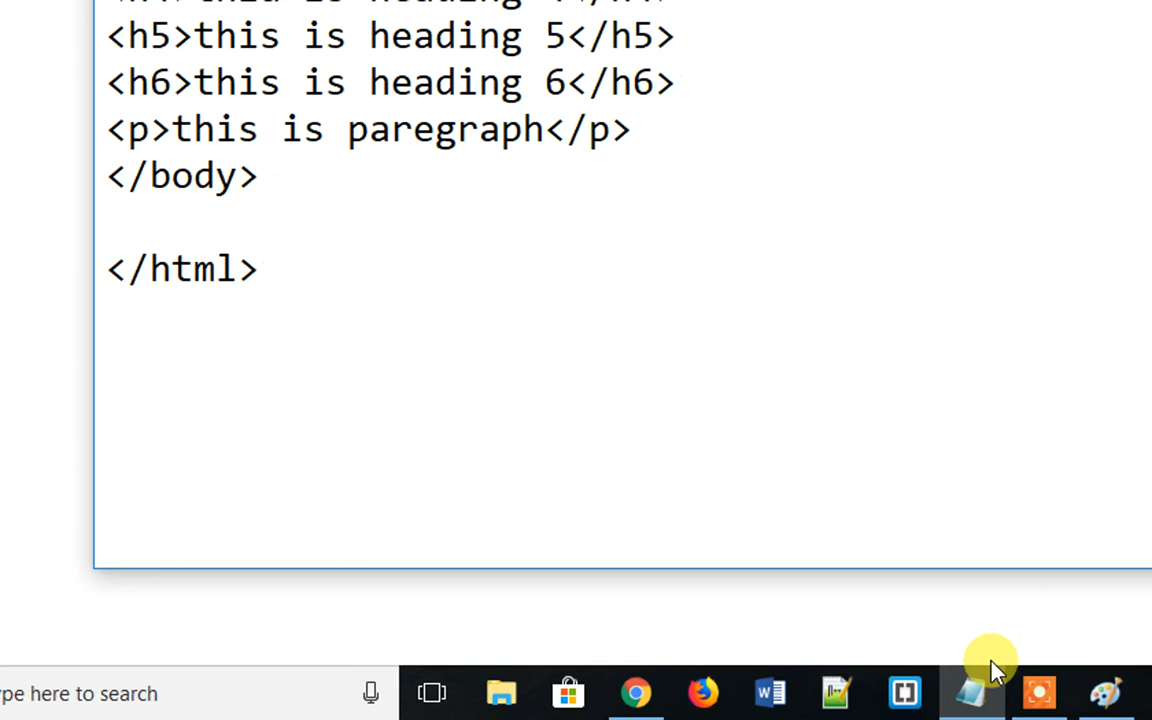 <h5>this is heading 5</h5>
<h6>this is heading 6</h6>
<p>this is paregraph</p>
</body>
</html>
ype here to search